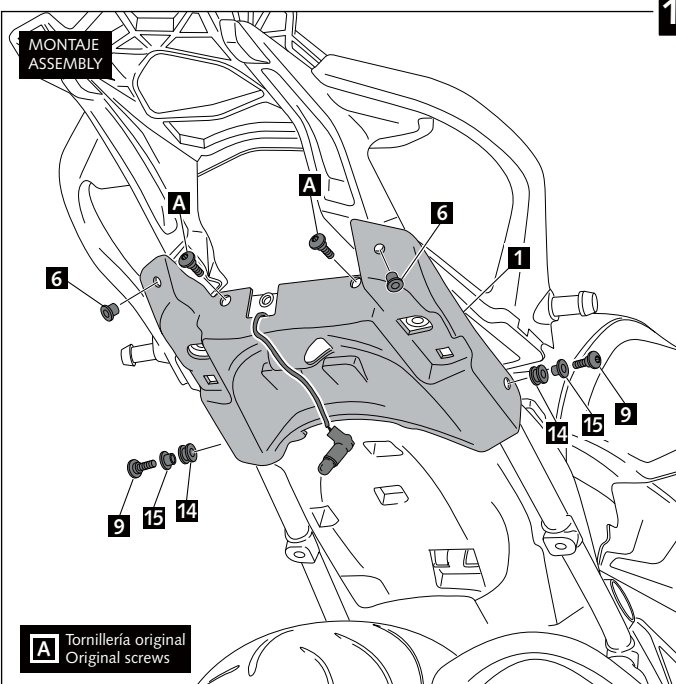 1
MONTAJE
ASSEMBLY
A
A
6
6
1
9
15
14
14
15
9
A
Tornillería original
Original screws